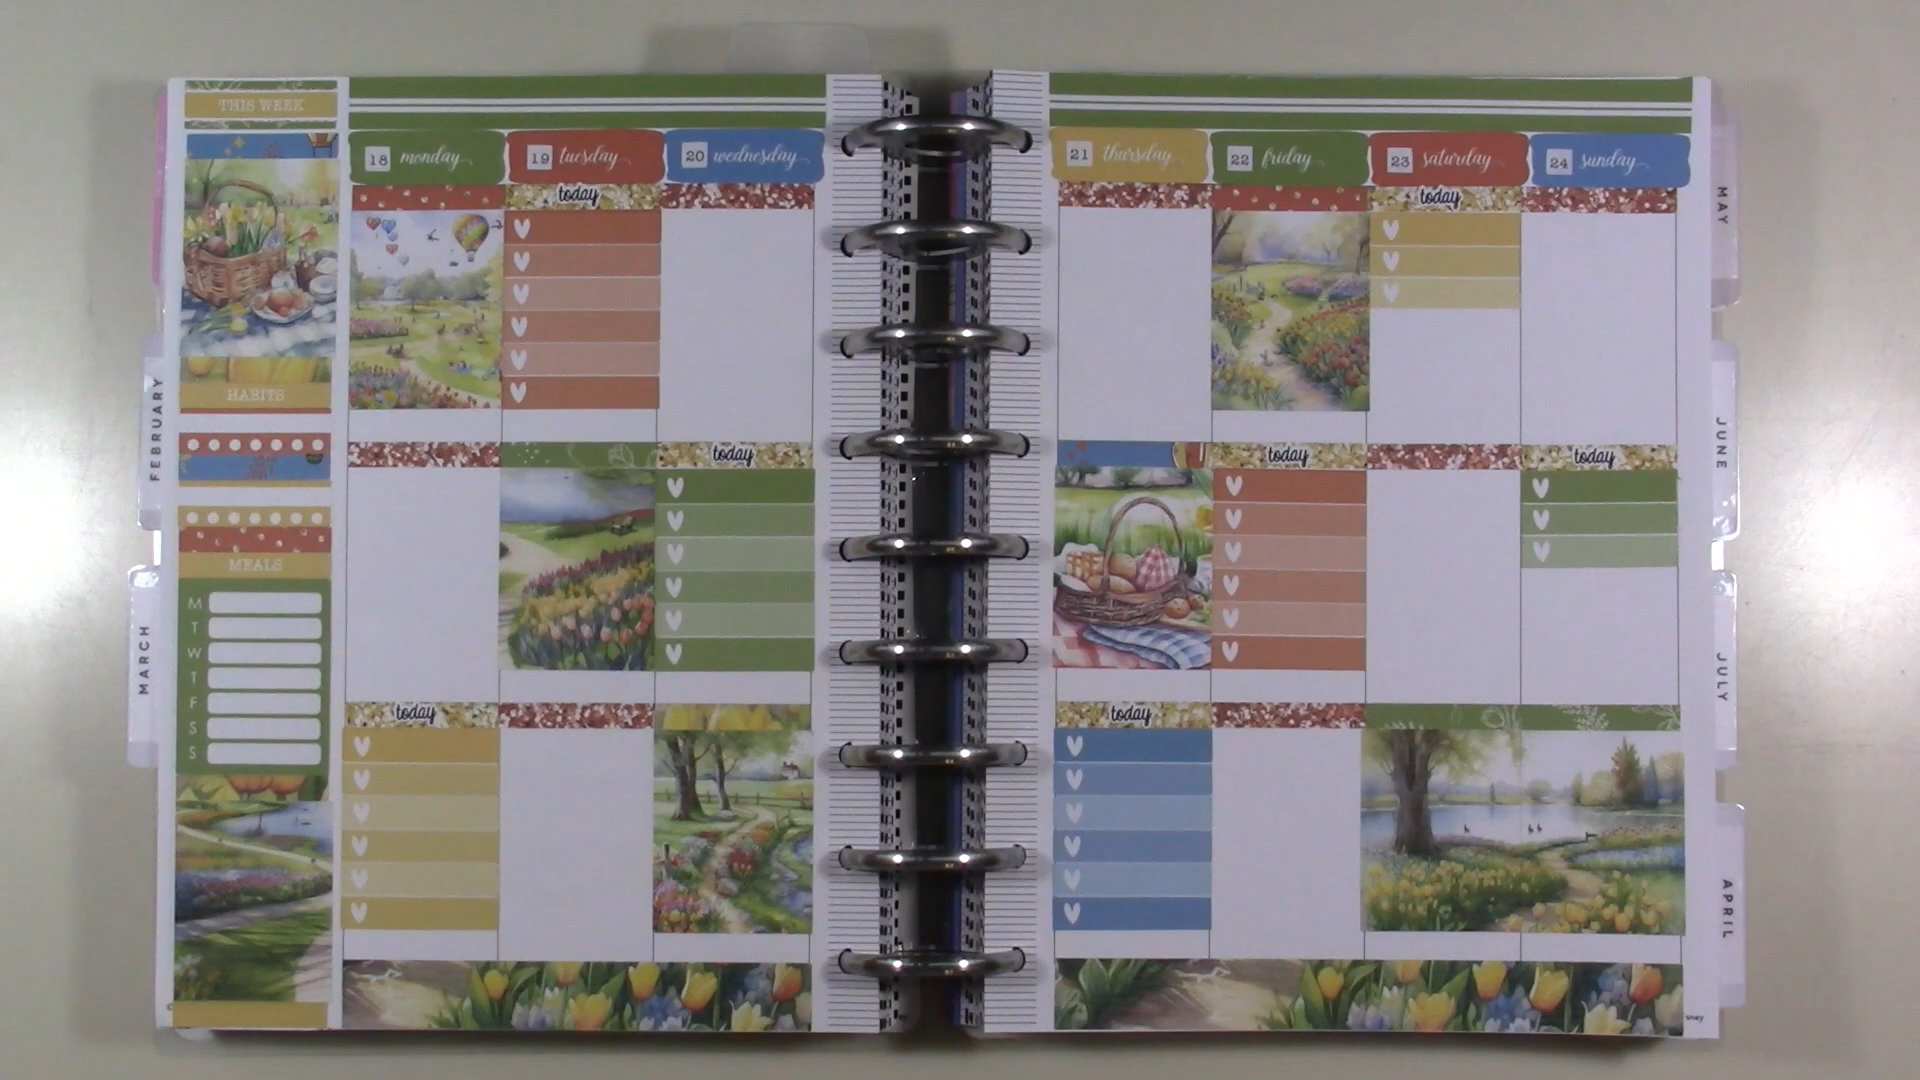 THIS WEEK
18 monday
19 tuesday
20 wednesday
21 thursday
22 friday
23 saturday
24 sunday
today
today
MAY
FEBRUARY
HABITS
today
today
today
JUNE
MEALS
M
T
W
T
F
S
S
MARCH
JULY
today
today
APRIL